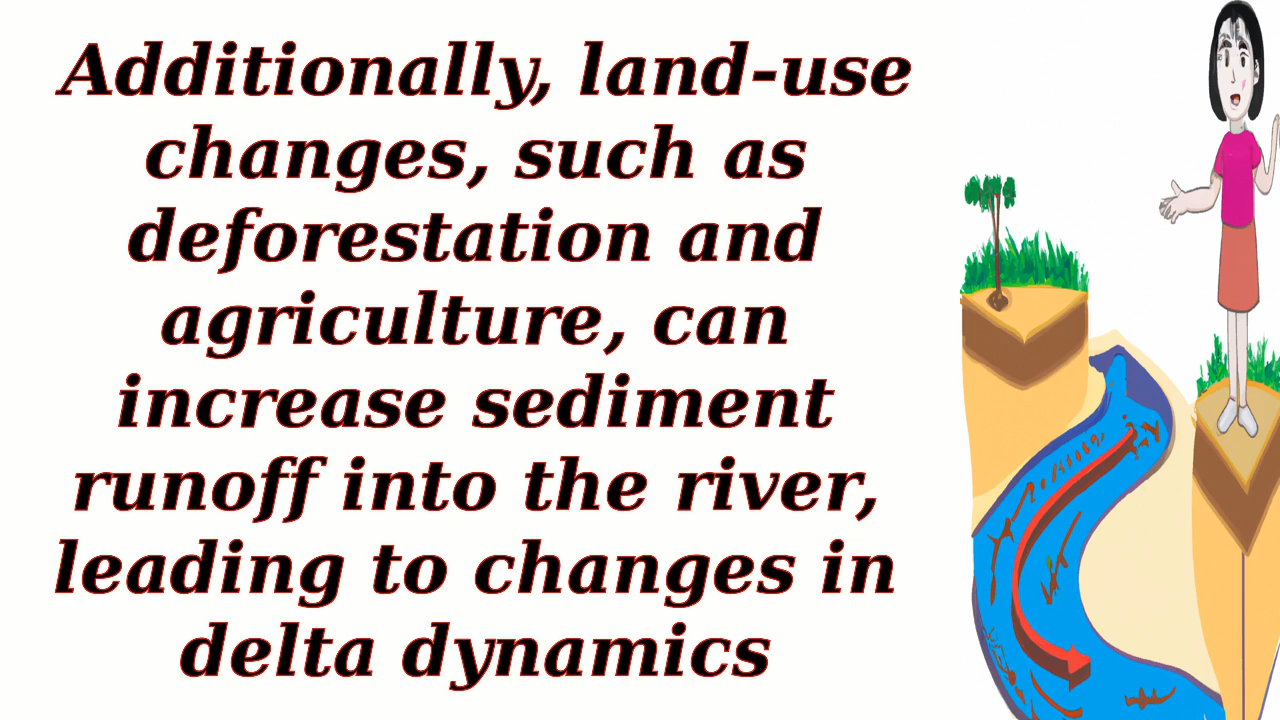 Additionally, land-use
changes, such as
deforestation and
agriculture, can
increase sediment
runoff into the river,
leading to changes in
delta dynamics